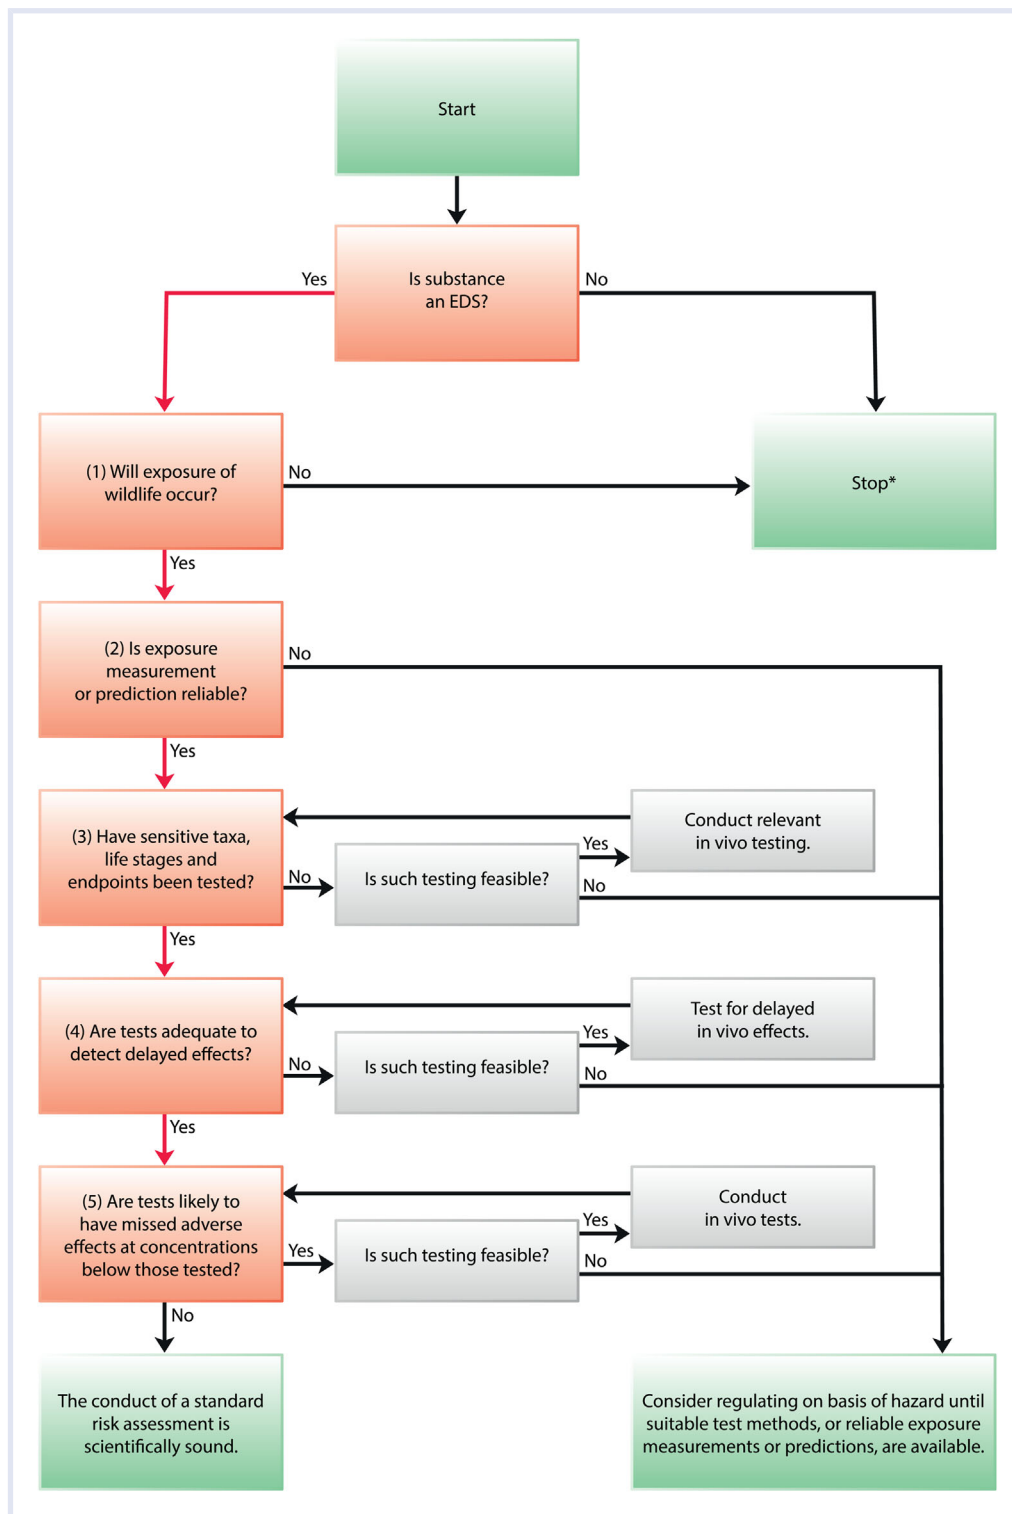 Start
Is substance
an EDS?
Yes
No
(1) Will exposure of
wildlife occur?
No
Stop*
Yes
(2) Is exposure
measurement
or prediction reliable?
No
Yes
(3) Have sensitive taxa,
life stages and
endpoints been tested?
No
Is such testing feasible?
Yes
Conduct relevant
in vivo testing.
No
Yes
(4) Are tests adequate to
detect delayed effects?
No
Is such testing feasible?
Yes
Test for delayed
in vivo effects.
No
Yes
(5) Are tests likely to
have missed adverse
effects at concentrations
below those tested?
Yes
Is such testing feasible?
Yes
Conduct
in vivo tests.
No
No
The conduct of a standard
risk assessment is
scientifically sound.
Consider regulating on basis of hazard until
suitable test methods, or reliable exposure
measurements or predictions, are available.